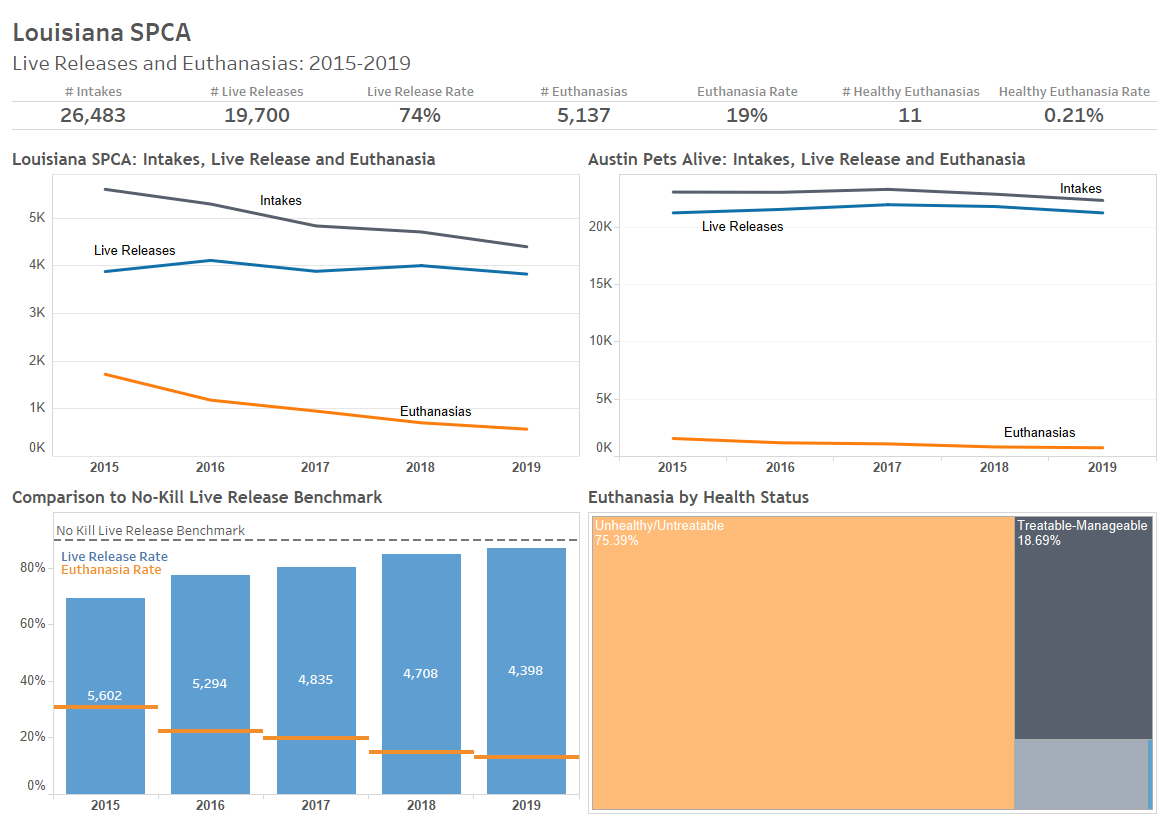 Louisiana SPCA
Live Releases and Euthanasias: 2015-2019
# Intakes # Live Releases Live Release Rate # Euthanasias Euthanasia Rate # Healthy Euthanasias Healthy Euthanasia Rate
26,483 19,700 74% 5,137 19% 11 0.21%
Louisiana SPCA: Intakes, Live Release and Euthanasia
Intakes
5K
Live Releases
4K
3K
2K
1K
Euthanasias
0K
2015 2016 2017 2018 2019
Austin Pets Alive: Intakes, Live Release and Euthanasia
Intakes
20K
Live Releases
15K
10K
5K
Euthanasias
0K
2015 2016 2017 2018 2019
Comparison to No-Kill Live Release Benchmark
No Kill Live Release Benchmark
Live Release Rate
Euthanasia Rate
80%
60%
40%
20%
0%
5,602 5,294 4,835 4,708 4,398
2015 2016 2017 2018 2019
Euthanasia by Health Status
Unhealthy/Untreatable
75.39%
Treatable-Manageable
18.69%